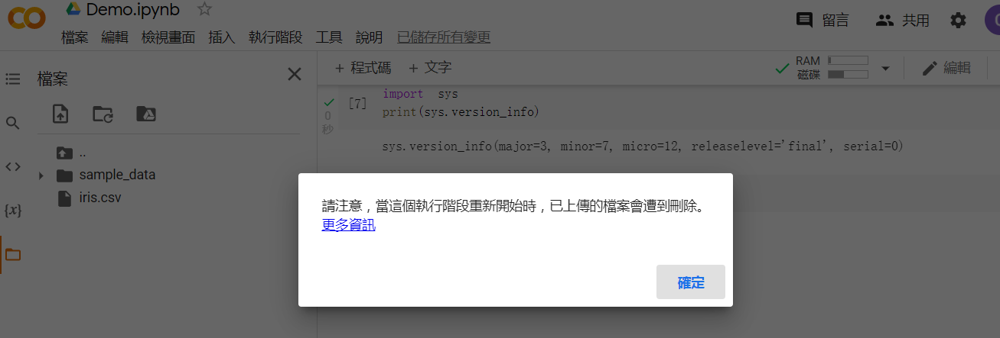 Demo.ipynb
檔案 編輯 檢視畫面 插入 執行階段 工具 說明 已儲存所有變更
留言 共用
檔案
+ 程式碼 + 文字
RAM
磁碟
編輯
[7]
import sys
0
print(sys.version_info)
秒
sys.version_info(major=3, minor=7, micro=12, releaselevel='final', serial=0)
..
sample_data
iris.csv
{x}
請注意，當這個執行階段重新開始時，已上傳的檔案會遭到刪除。
更多資訊
確定